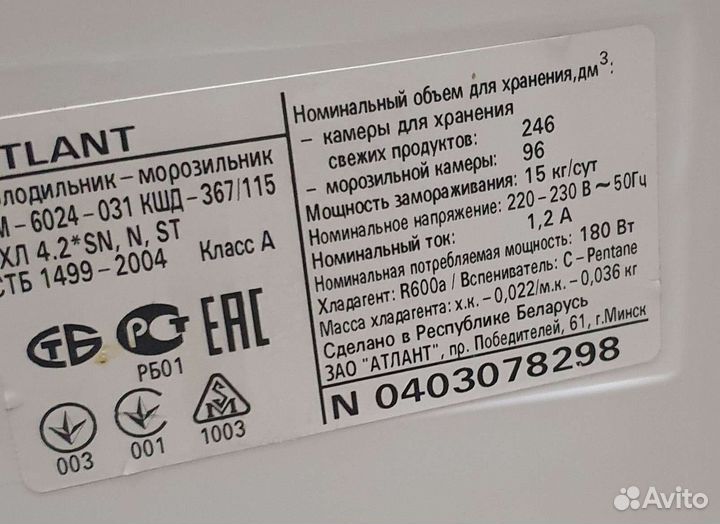 TLANT
лодильник – морозильник
М – 6024 – 031 КШД – 367/115
ХЛ 4.2*SN, N, ST
СТБ 1499 – 2004 Класс А
СТБ РСТ ЕАС
РБ01
003 001 1003
Номинальный объем для хранения,дм³:
– камеры для хранения
свежих продуктов: 246
– морозильной камеры: 96
Мощность замораживания: 15 кг/сут
Номинальное напряжение: 220 – 230 В ~ 50Гц
Номинальный ток: 1,2 А
Номинальная потребляемая мощность: 180 Вт
Хладагент: R600a / Вспениватель: C – Pentane
Масса хладагента: х.к. – 0,022/м.к. – 0,036 кг
Сделано в Республике Беларусь
ЗАО "АТЛАНТ", пр. Победителей, 61, г.Минск
N 0403078298
Avito